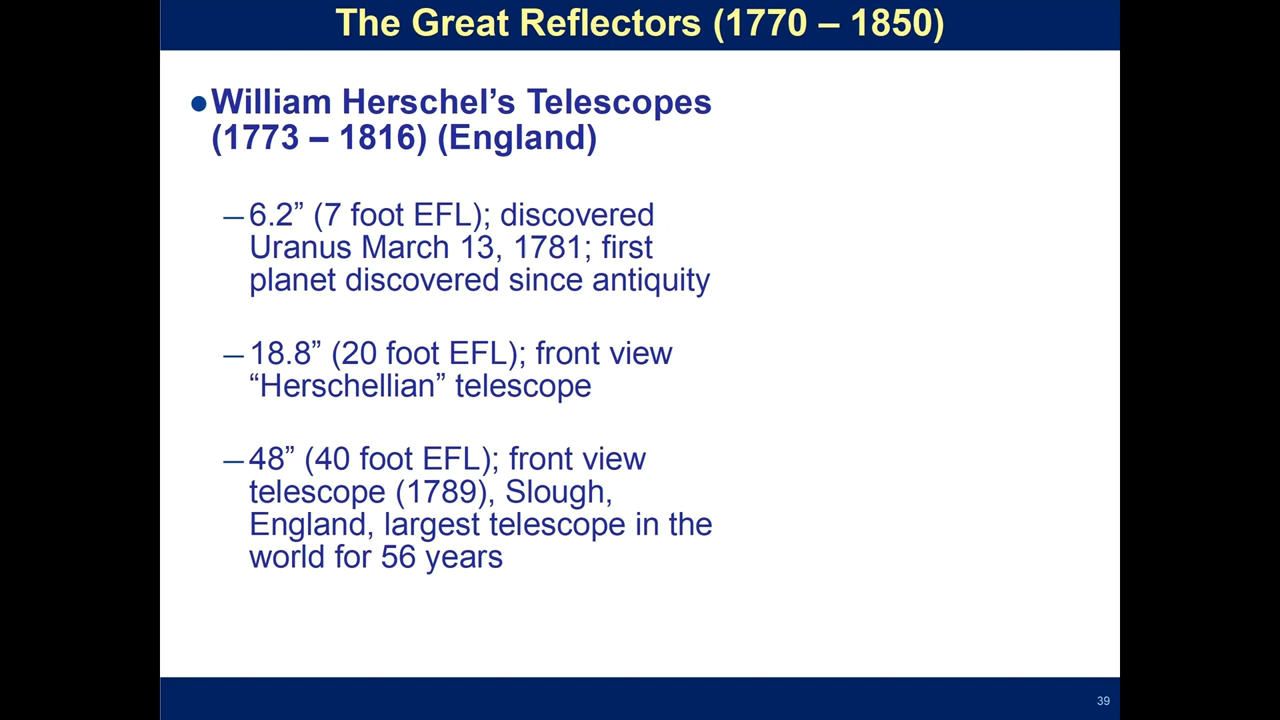 The Great Reflectors (1770 – 1850)
●William Herschel’s Telescopes
(1773 – 1816) (England)
—6.2” (7 foot EFL); discovered
Uranus March 13, 1781; first
planet discovered since antiquity
—18.8” (20 foot EFL); front view
“Herschellian” telescope
—48” (40 foot EFL); front view
telescope (1789), Slough,
England, largest telescope in the
world for 56 years
39